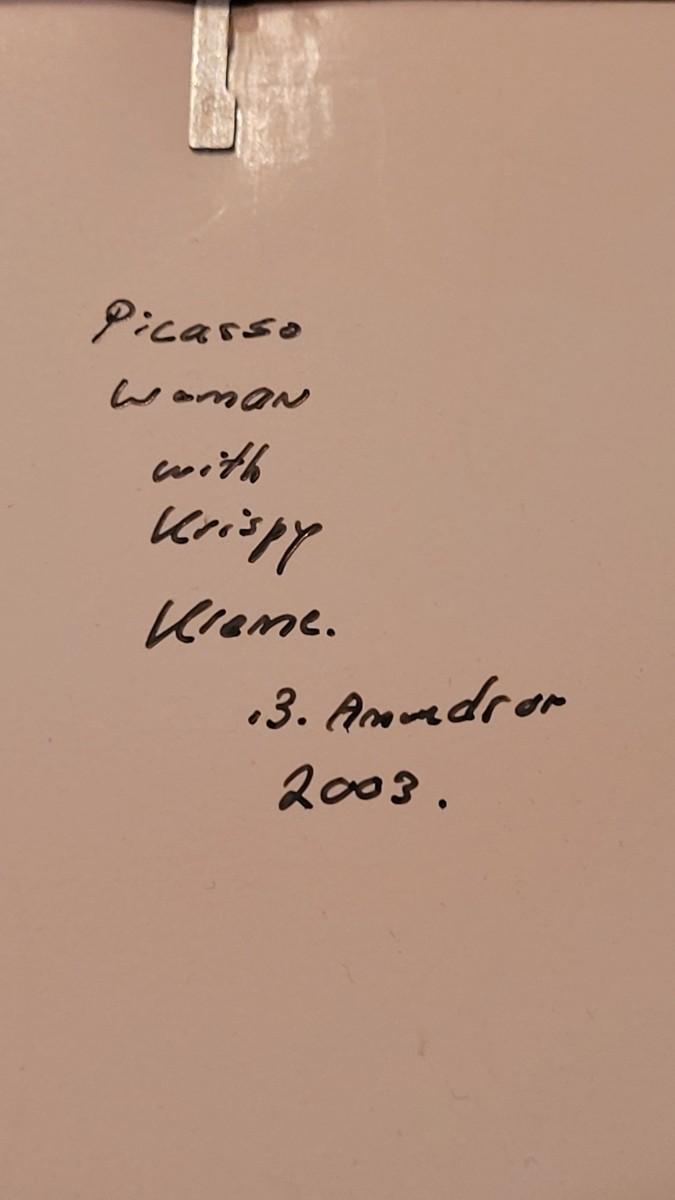 Picasso
Woman
with
Krispy
Kreme.
2003.